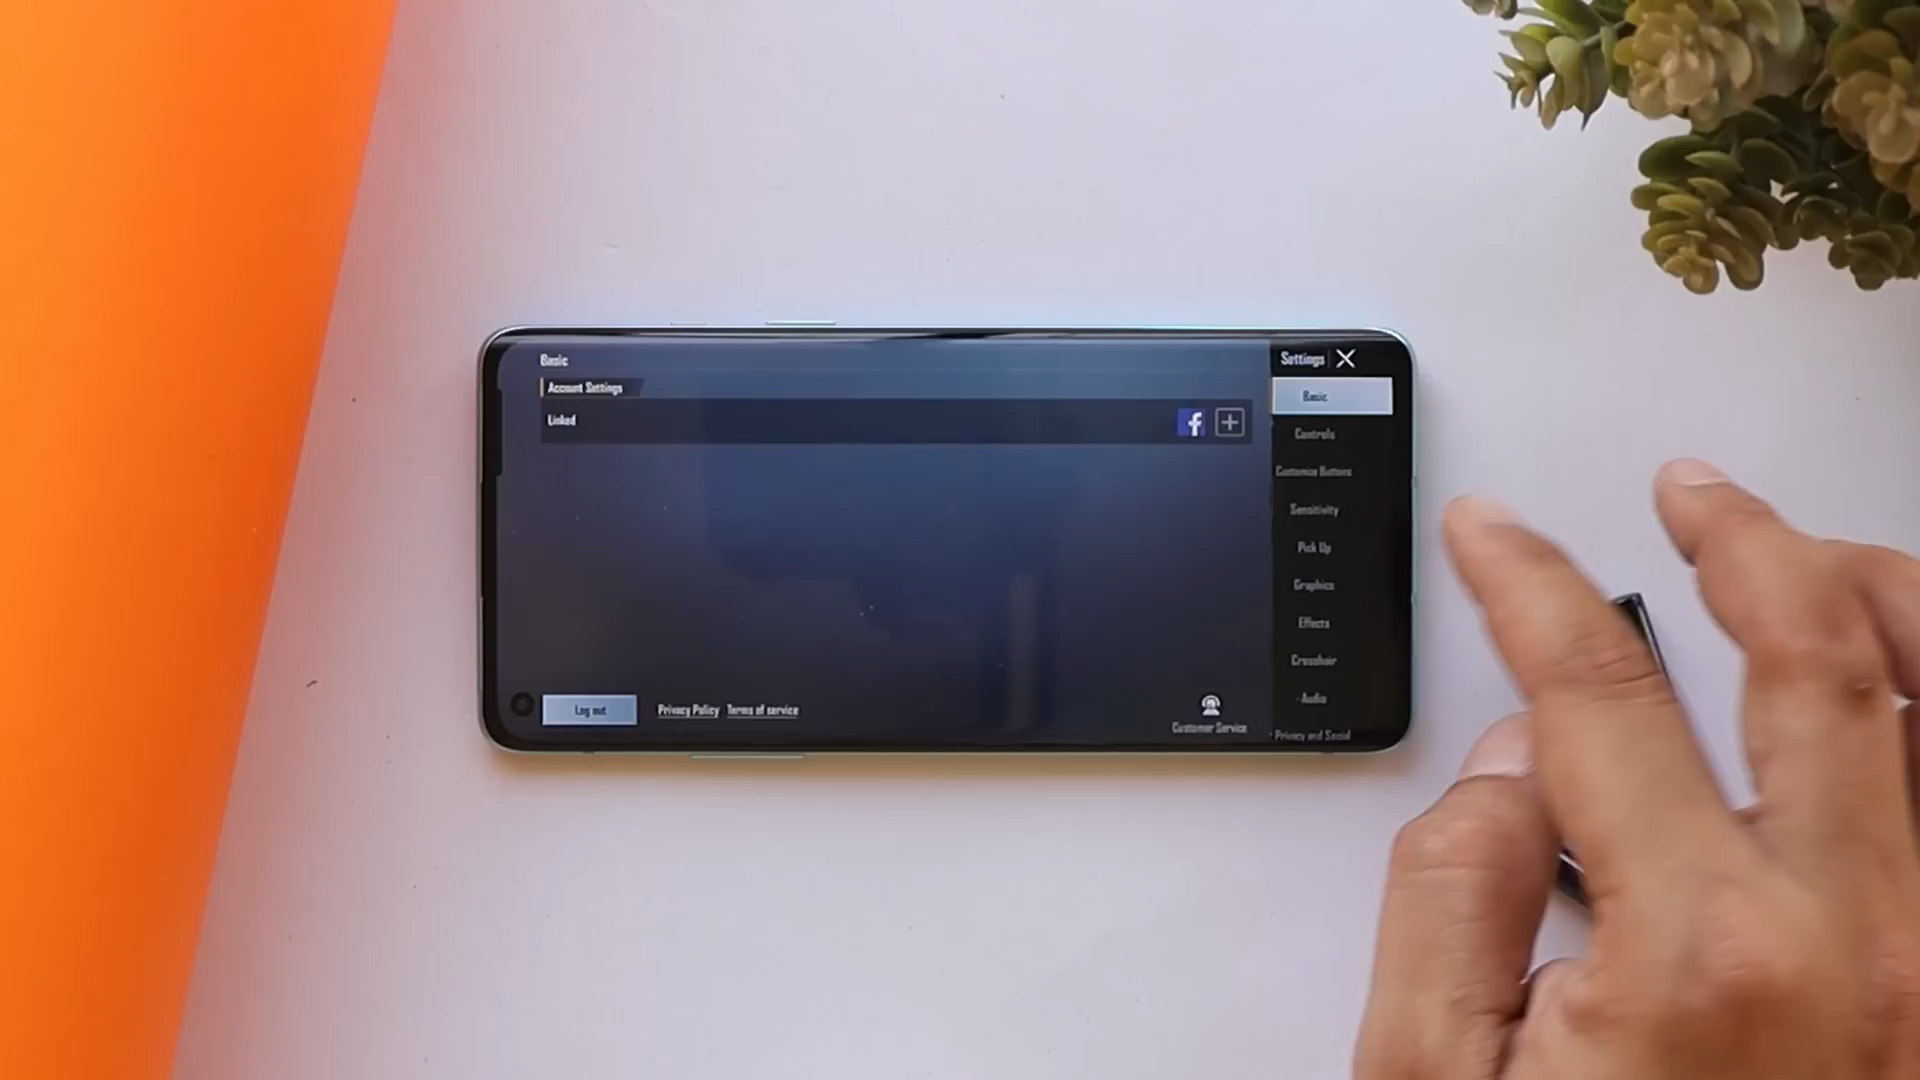 Basic
Settings
Account Settings
Linked
Basic
Controls
Customize Buttons
Sensitivity
Pick Up
Graphics
Effects
Crosshair
Audio
Privacy and Social
Log out
Privacy Policy
Terms of service
Customer Service